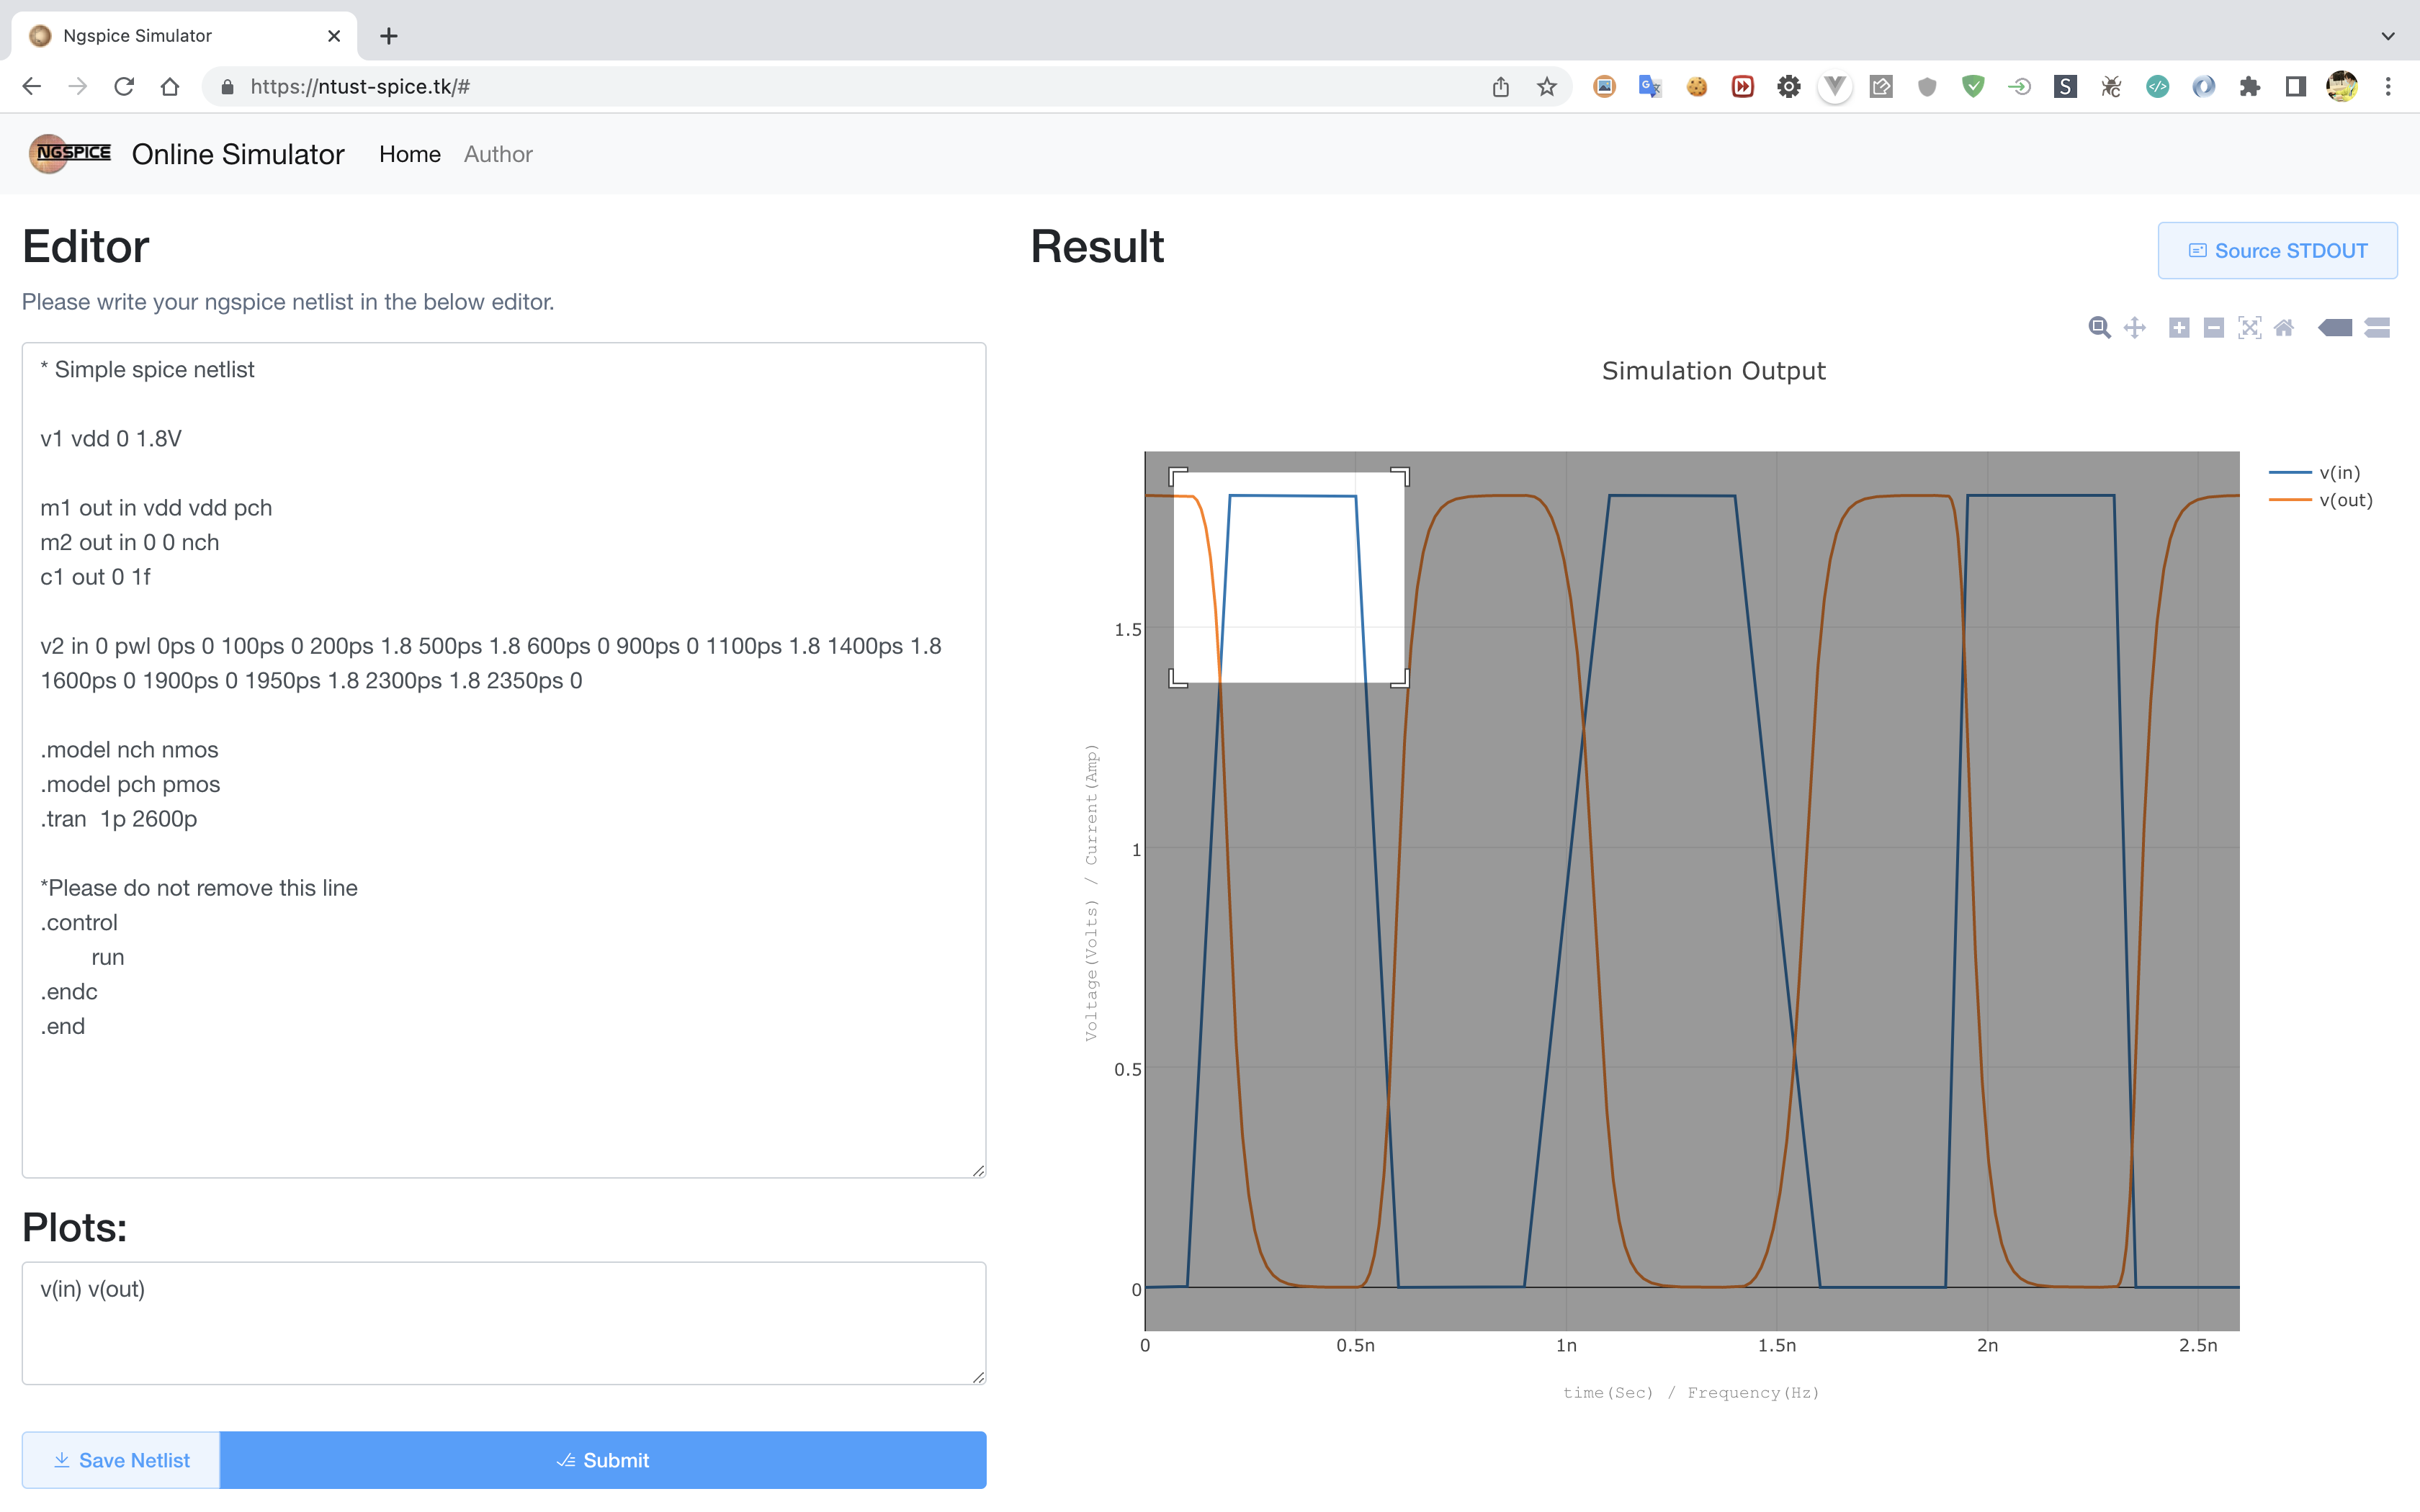 Ngspice Simulator
https://ntust-spice.tk/#
NGSPICE Online Simulator Home Author
Editor
Please write your ngspice netlist in the below editor.
* Simple spice netlist
v1 vdd 0 1.8V
m1 out in vdd vdd pch
m2 out in 0 0 nch
c1 out 0 1f
v2 in 0 pwl 0ps 0 100ps 0 200ps 1.8 500ps 1.8 600ps 0 900ps 0 1100ps 1.8 1400ps 1.8
1600ps 0 1900ps 0 1950ps 1.8 2300ps 1.8 2350ps 0
.model nch nmos
.model pch pmos
.tran 1p 2600p
*Please do not remove this line
.control
run
.endc
.end
Plots:
v(in) v(out)
Save Netlist
Submit
Result
Source STDOUT
Simulation Output
v(in)
v(out)
Voltage(Volts) / Current(Amp)
1.5
1
0.5
0
0 0.5n 1n 1.5n 2n 2.5n
time(Sec) / Frequency(Hz)